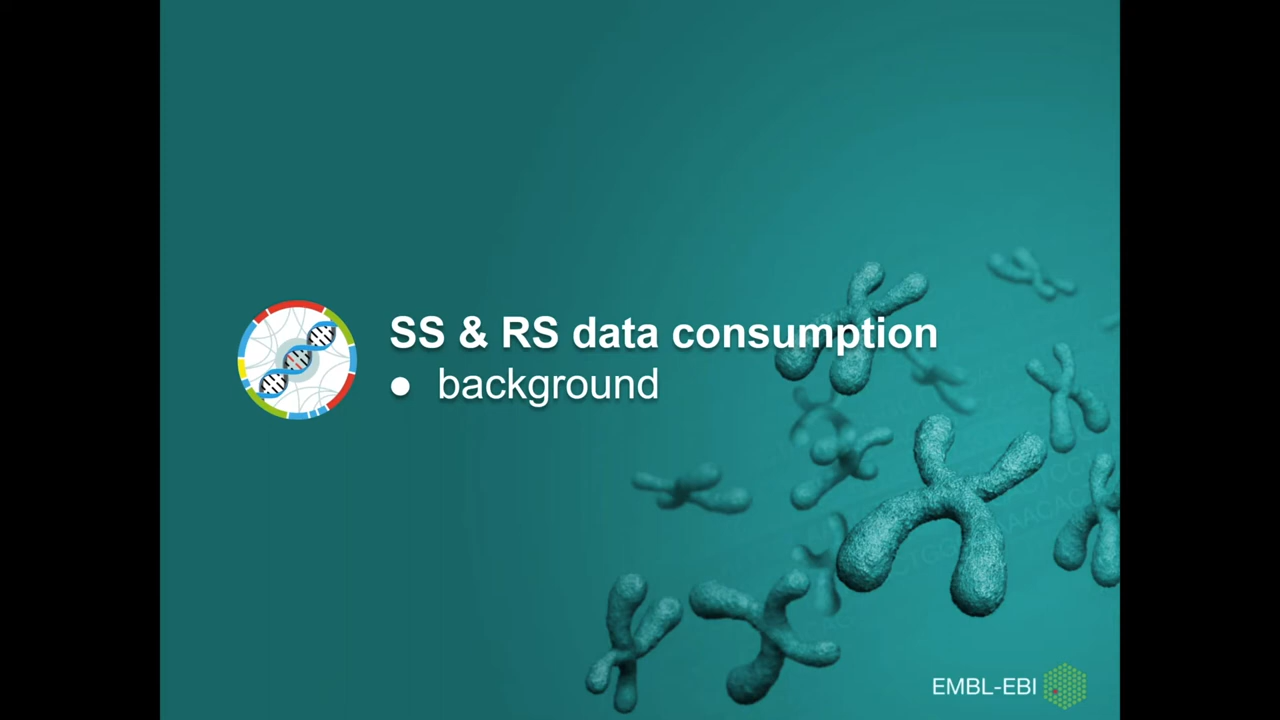 SS & RS data consumption
● background
EMBL-EBI